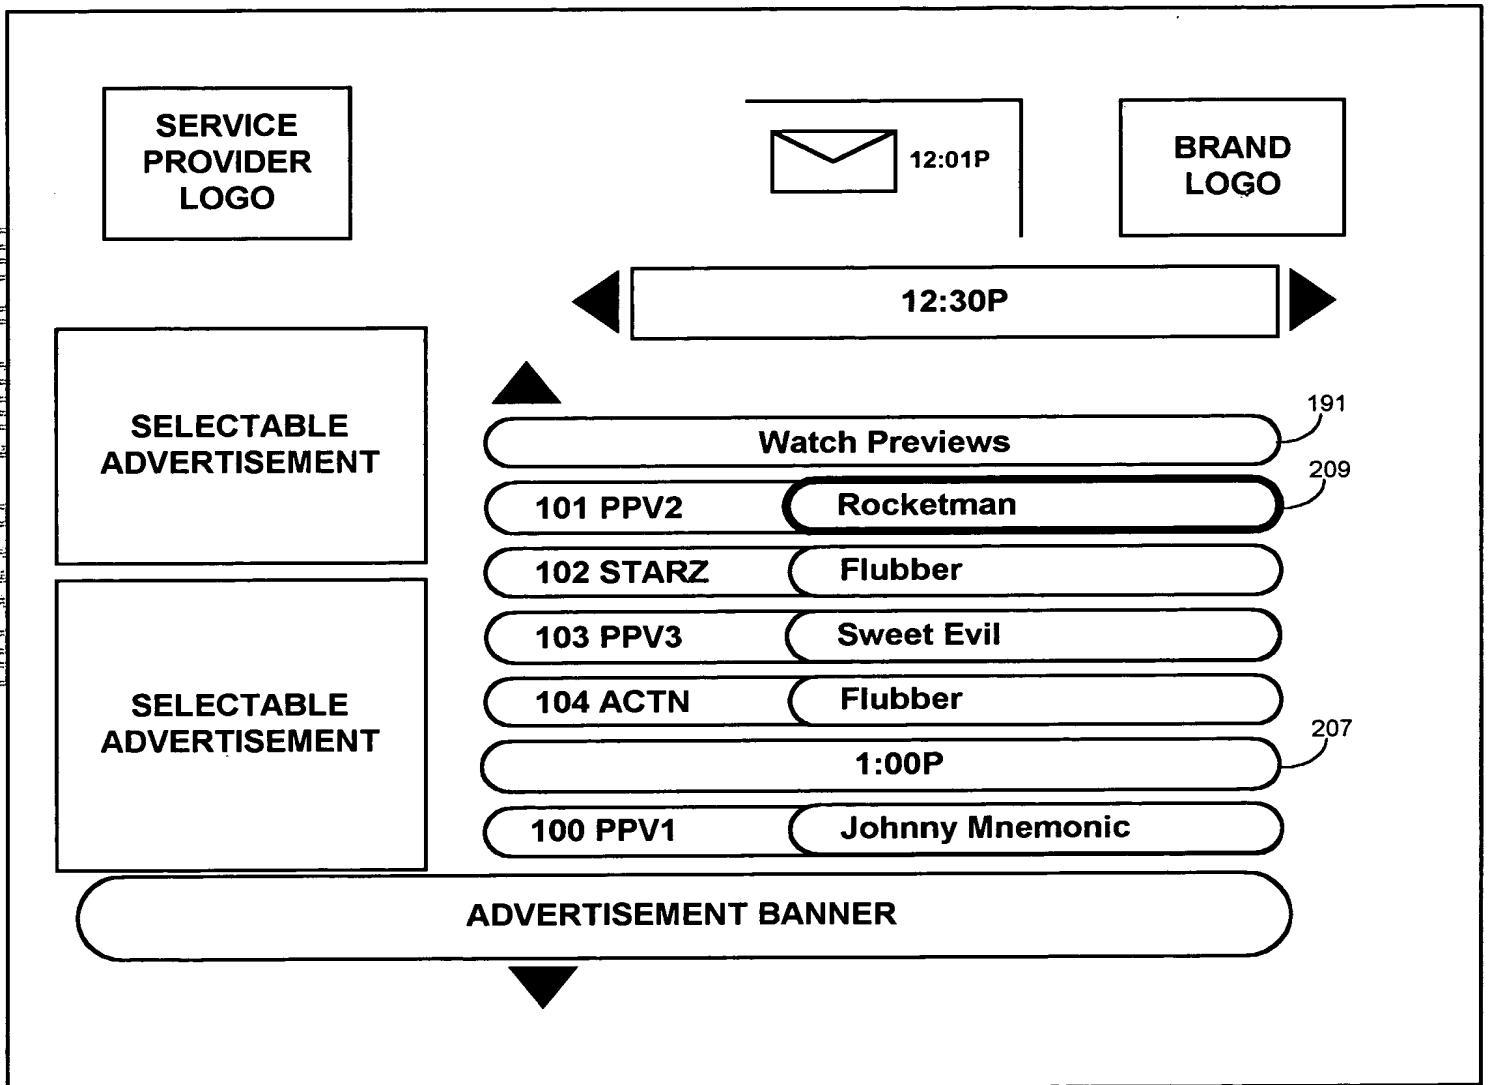 SERVICE
PROVIDER
LOGO
12:01P
BRAND
LOGO
12:30P
SELECTABLE
ADVERTISEMENT
SELECTABLE
ADVERTISEMENT
Watch Previews
191
101 PPV2 Rocketman
209
102 STARZ Flubber
103 PPV3 Sweet Evil
104 ACTN Flubber
1:00P
207
100 PPV1 Johnny Mnemonic
ADVERTISEMENT BANNER